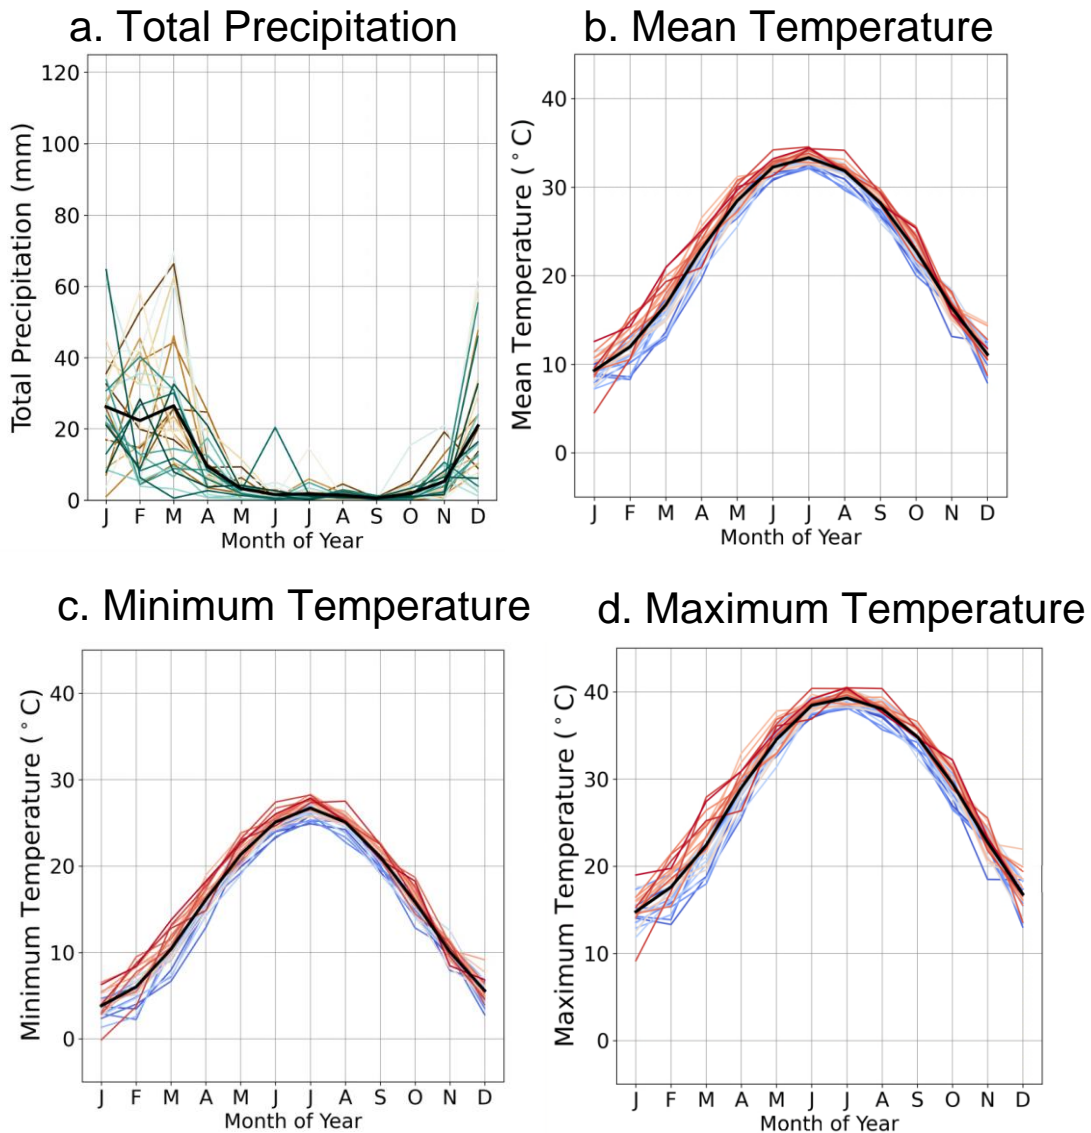 a. Total Precipitation
Total Precipitation (mm)
120
100
80
60
40
20
0
J F M A M J J A S O N D
Month of Year
b. Mean Temperature
Mean Temperature (°C)
40
30
20
10
0
J F M A M J J A S O N D
Month of Year
c. Minimum Temperature
Minimum Temperature (°C)
40
30
20
10
0
J F M A M J J A S O N D
Month of Year
d. Maximum Temperature
Maximum Temperature (°C)
40
30
20
10
0
J F M A M J J A S O N D
Month of Year